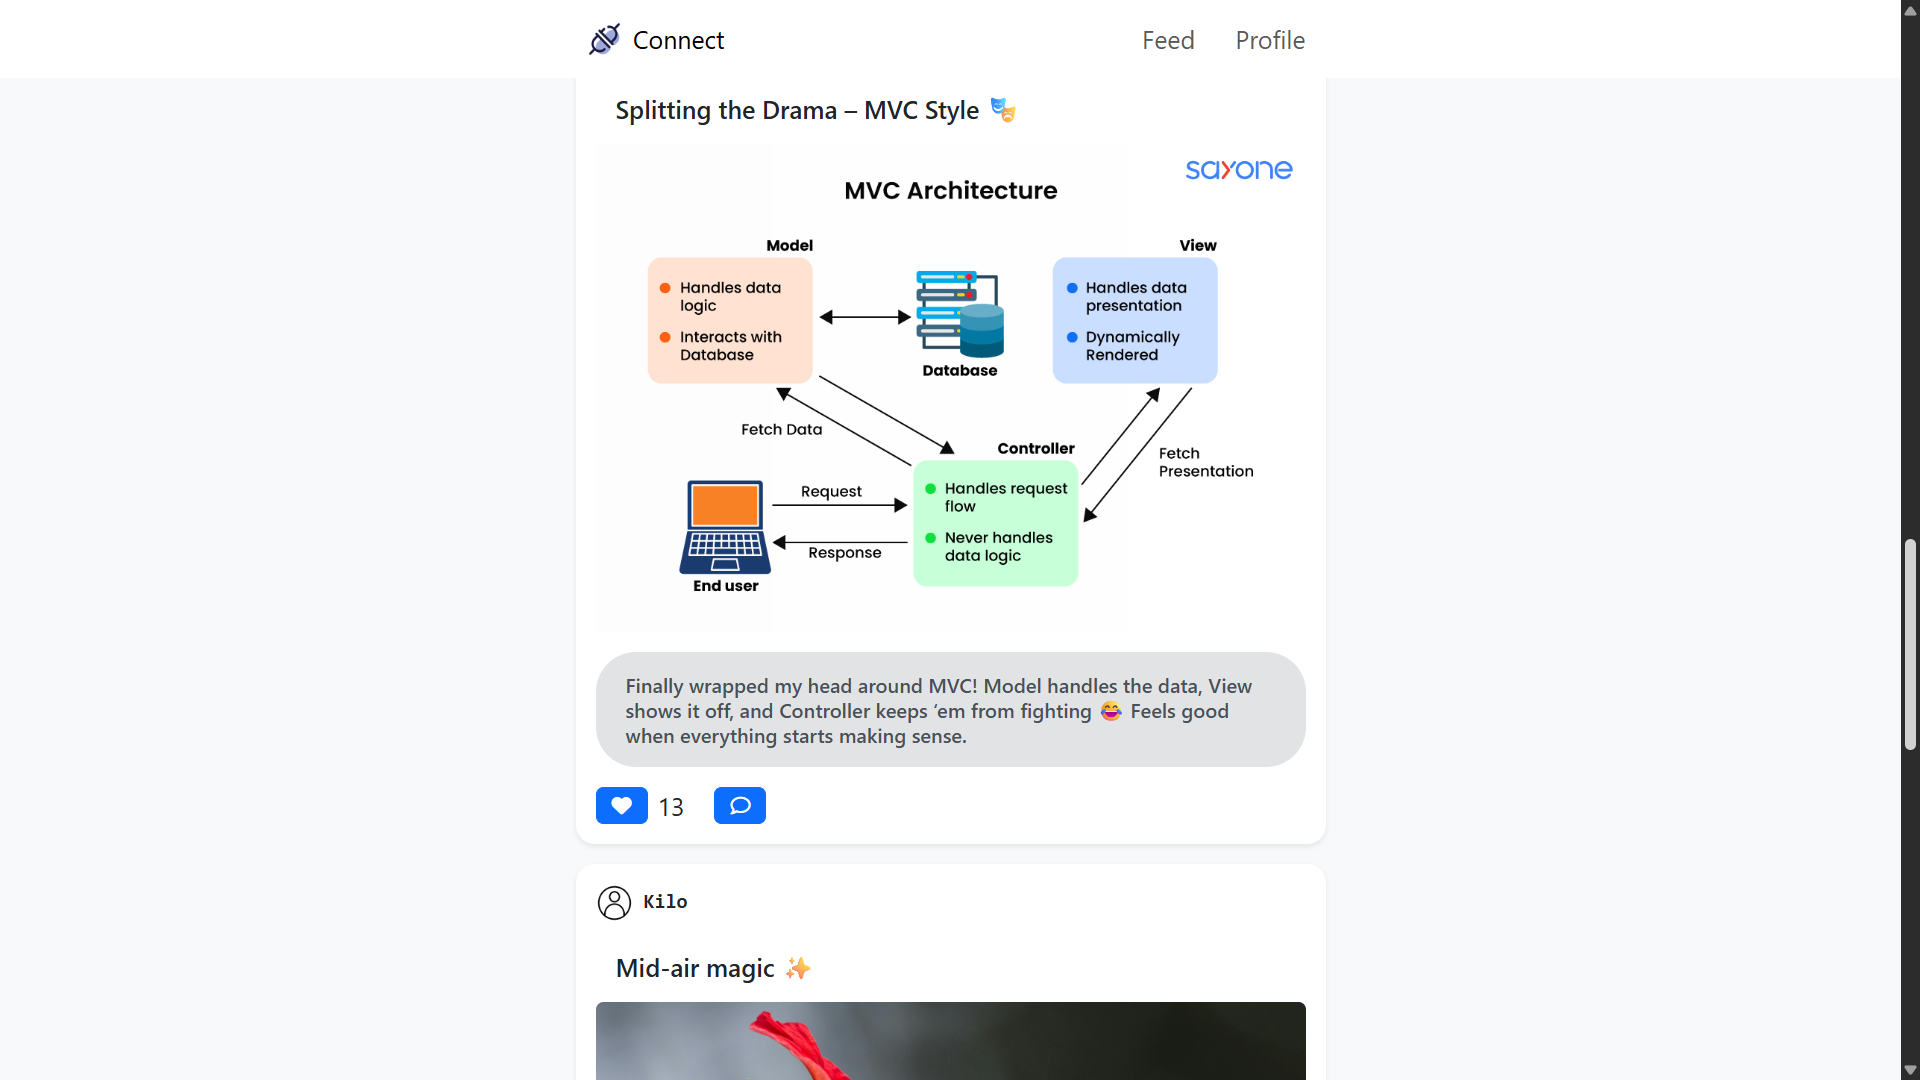 Connect
Feed
Profile
Splitting the Drama – MVC Style 🎭
sayone
MVC Architecture
Model
View
Handles data
logic
Interacts with
Database
Database
Handles data
presentation
Dynamically
Rendered
Fetch Data
Controller
Fetch
Presentation
Handles request
flow
Never handles
data logic
Request
Response
End user
Finally wrapped my head around MVC! Model handles the data, View
shows it off, and Controller keeps ‘em from fighting 😂 Feels good
when everything starts making sense.
13
Kilo
Mid-air magic ✨